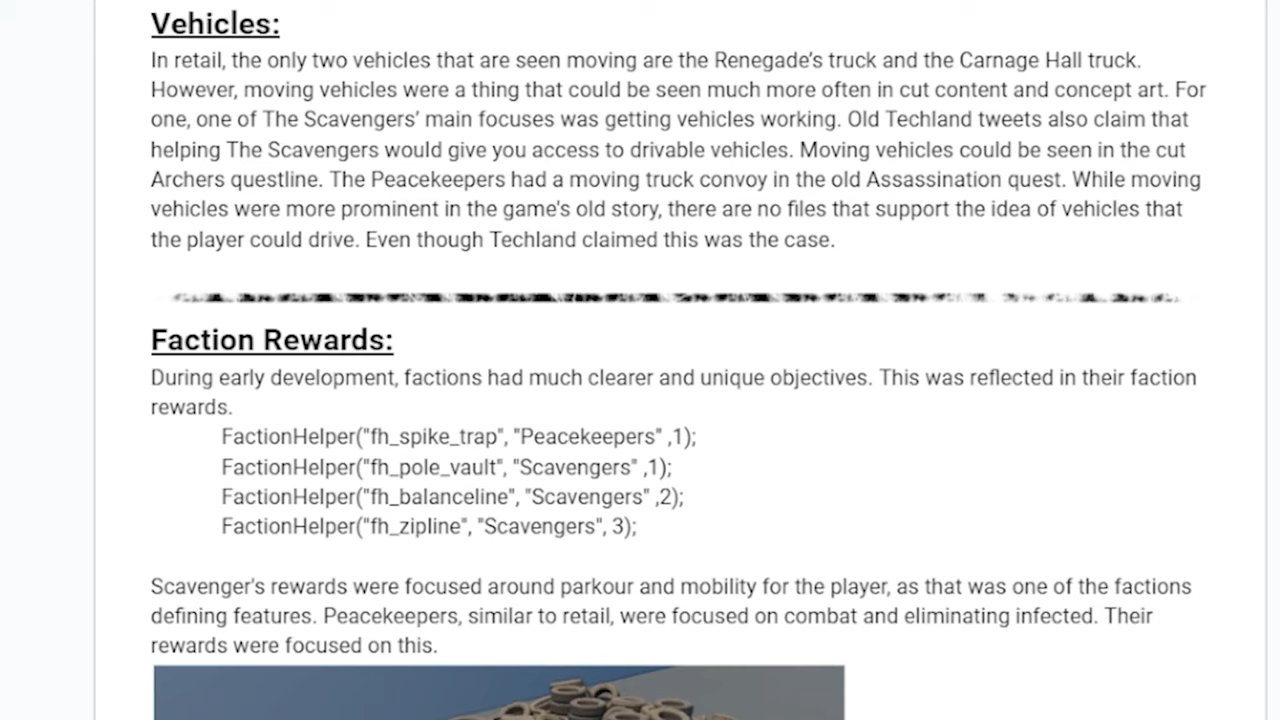 Vehicles:
In retail, the only two vehicles that are seen moving are the Renegade's truck and the Carnage Hall truck.
However, moving vehicles were a thing that could be seen much more often in cut content and concept art. For
one, one of The Scavengers' main focuses was getting vehicles working. Old Techland tweets also claim that
helping The Scavengers would give you access to drivable vehicles. Moving vehicles could be seen in the cut
Archers questline. The Peacekeepers had a moving truck convoy in the old Assassination quest. While moving
vehicles were more prominent in the game's old story, there are no files that support the idea of vehicles that
the player could drive. Even though Techland claimed this was the case.
Faction Rewards:
During early development, factions had much clearer and unique objectives. This was reflected in their faction
rewards.
FactionHelper("fh_spike_trap", "Peacekeepers" ,1);
FactionHelper("fh_pole_vault", "Scavengers" ,1);
FactionHelper("fh_balanceline", "Scavengers" ,2);
FactionHelper("fh_zipline", "Scavengers", 3);
Scavenger's rewards were focused around parkour and mobility for the player, as that was one of the factions
defining features. Peacekeepers, similar to retail, were focused on combat and eliminating infected. Their
rewards were focused on this.